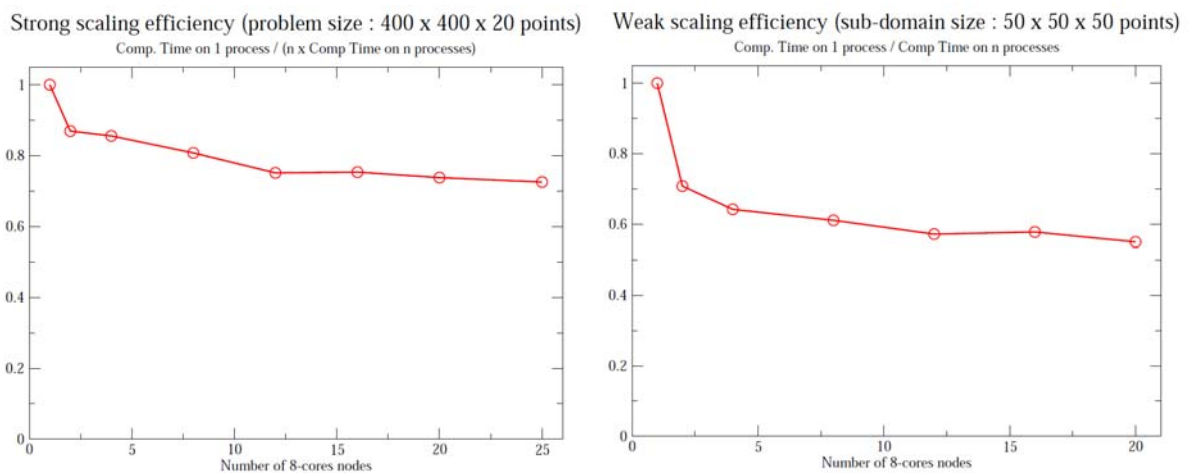 Strong scaling efficiency (problem size : 400 x 400 x 20 points)
Comp. Time on 1 process / (n x Comp Time on n processes)
1
0.8
0.6
0.4
0.2
0
0 5 10 15 20 25
Number of 8-cores nodes
Weak scaling efficiency (sub-domain size : 50 x 50 x 50 points)
Comp. Time on 1 process / Comp Time on n processes
1
0.8
0.6
0.4
0.2
0
0 5 10 15 20
Number of 8-cores nodes